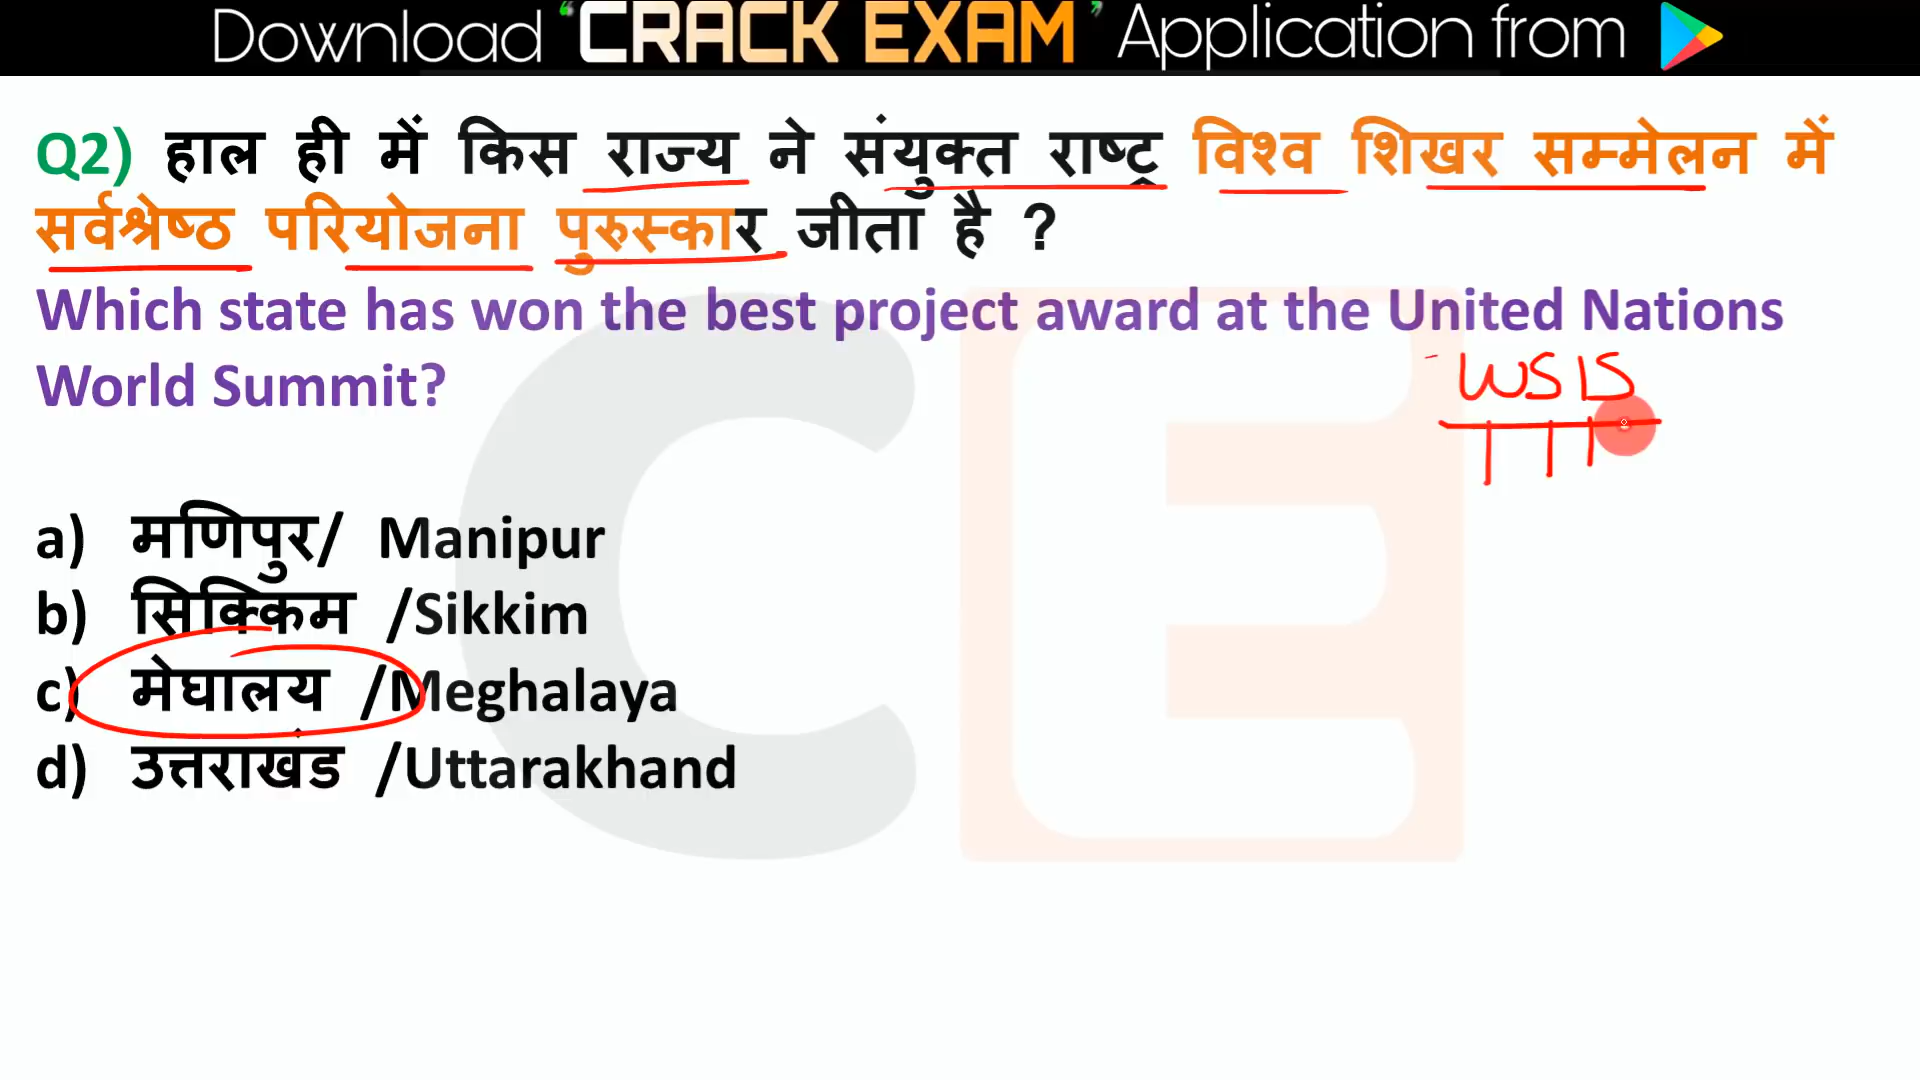 Download "CRACK EXAM" Application from
Q2) हाल ही में किस राज्य ने संयुक्त राष्ट्र विश्व शिखर सम्मेलन में
सर्वश्रेष्ठ परियोजना पुरुस्कार जीता है ?
Which state has won the best project award at the United Nations
World Summit?
WSIS
a) मणिपुर/ Manipur
b) सिक्किम /Sikkim
c) मेघालय /Meghalaya
d) उत्तराखंड /Uttarakhand
CE